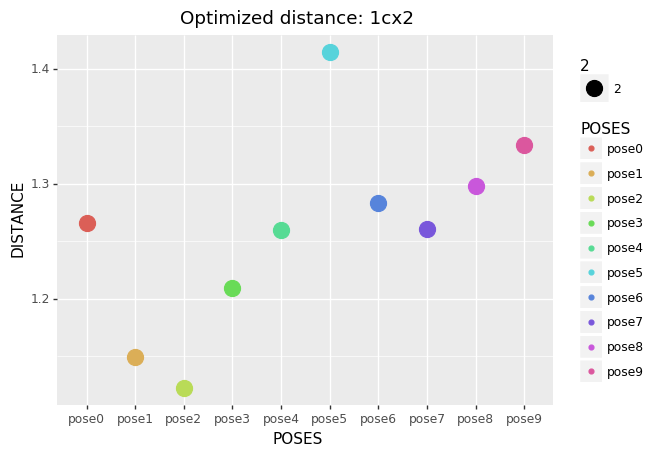 Optimized distance: 1cx2
DISTANCE
1.4
1.3
1.2
pose0 pose1 pose2 pose3 pose4 pose5 pose6 pose7 pose8 pose9
POSES
2
2
POSES
pose0
pose1
pose2
pose3
pose4
pose5
pose6
pose7
pose8
pose9